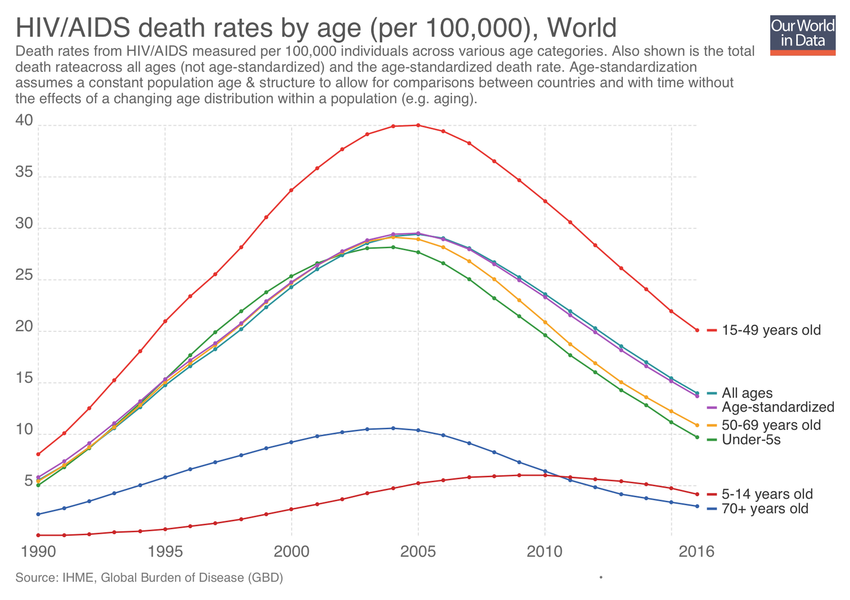 HIV/AIDS death rates by age (per 100,000), World
Our World
in Data
Death rates from HIV/AIDS measured per 100,000 individuals across various age categories. Also shown is the total
death rateacross all ages (not age-standardized) and the age-standardized death rate. Age-standardization
assumes a constant population age & structure to allow for comparisons between countries and with time without
the effects of a changing age distribution within a population (e.g. aging).
40
35
30
25
20
15
10
5
15-49 years old
All ages
Age-standardized
50-69 years old
Under-5s
5-14 years old
70+ years old
1990
1995
2000
2005
2010
2016
Source: IHME, Global Burden of Disease (GBD)